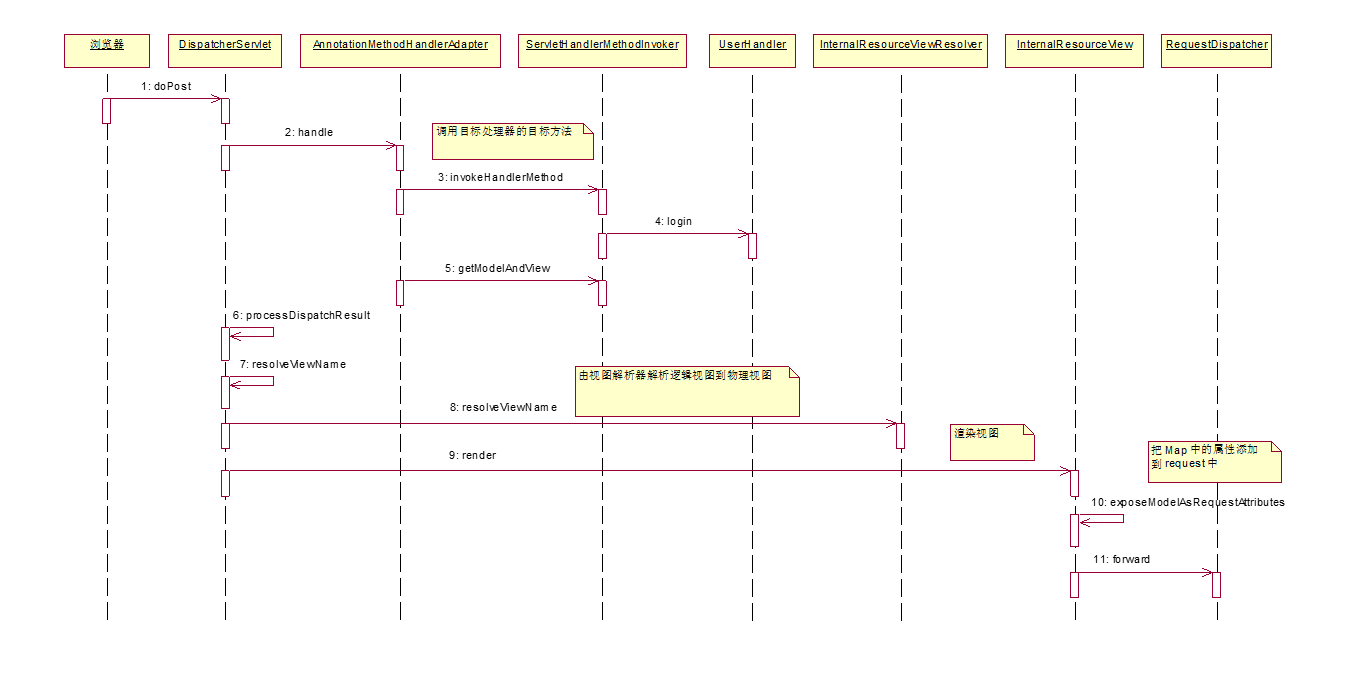 浏览器
DispatcherServlet
AnnotationMethodHandlerAdapter
ServletHandlerMethodInvoker
UserHandler
InternalResourceViewResolver
InternalResourceView
RequestDispatcher
1: doPost
2: handle
调用目标处理器的目标方法
3: invokeHandlerMethod
4: login
5: getModelAndView
6: processDispatchResult
7: resolveViewName
由视图解析器解析逻辑视图到物理视图
8: resolveViewName
渲染视图
9: render
把 Map 中的属性添加
到 request 中
10: exposeModelAsRequestAttributes
11: forward